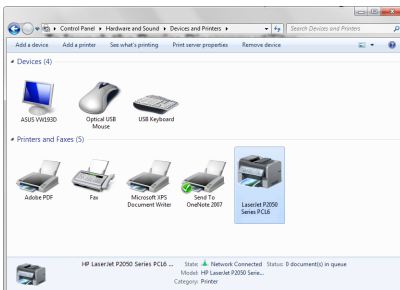 Control Panel ▸ Hardware and Sound ▸ Devices and Printers ▸
Search Devices and Printers
Add a device Add a printer See what's printing Print server properties Remove device
Devices (4)
ASUS VW193D
Optical USB
Mouse
USB Keyboard
Printers and Faxes (5)
Adobe PDF
Fax
Microsoft XPS
Document Writer
Send To
OneNote 2007
LaserJet P2050
Series PCL6
HP LaserJet P2050 Series PCL6 ... State: Network Connected Status: 0 document(s) in queue
Model: HP LaserJet P2050 Serie...
Category: Printer